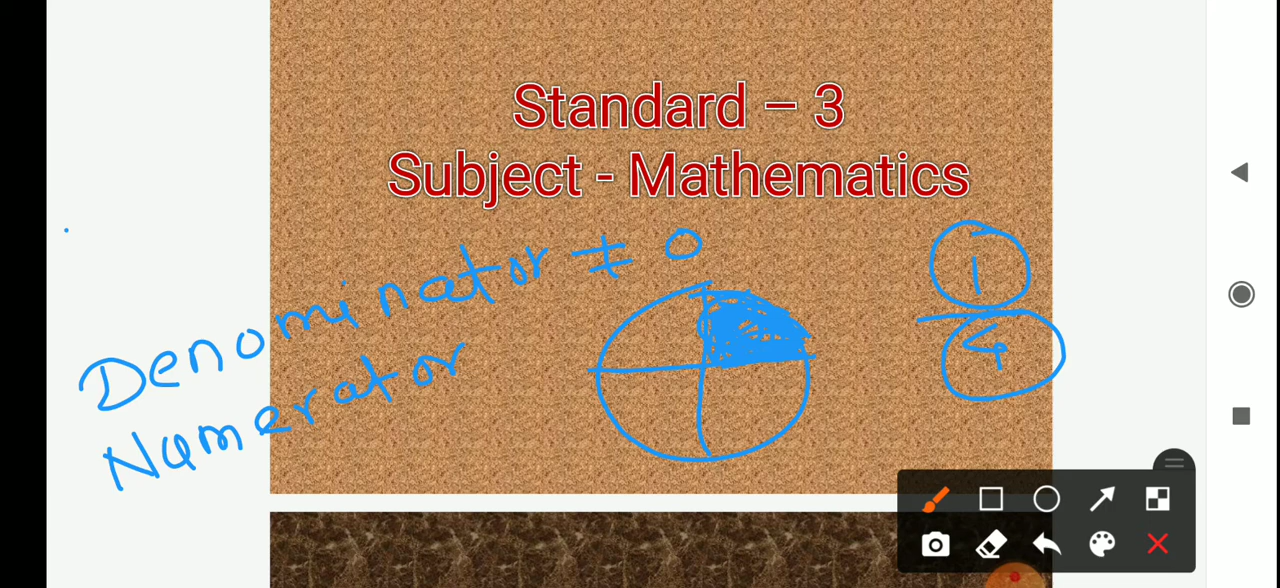 Standard – 3
Subject - Mathematics
Denominator ≠ 0
Numerator
1
4